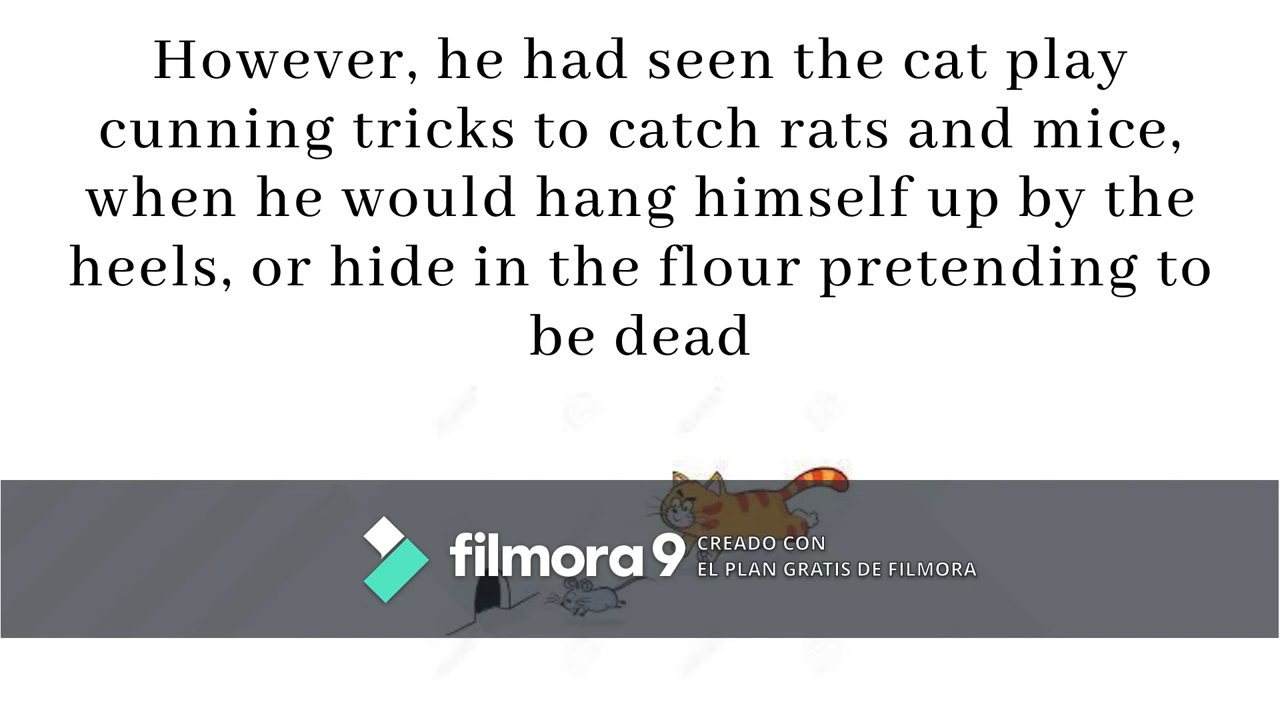 However, he had seen the cat play
cunning tricks to catch rats and mice,
when he would hang himself up by the
heels, or hide in the flour pretending to
be dead
filmora9
CREADO CON
EL PLAN GRATIS DE FILMORA